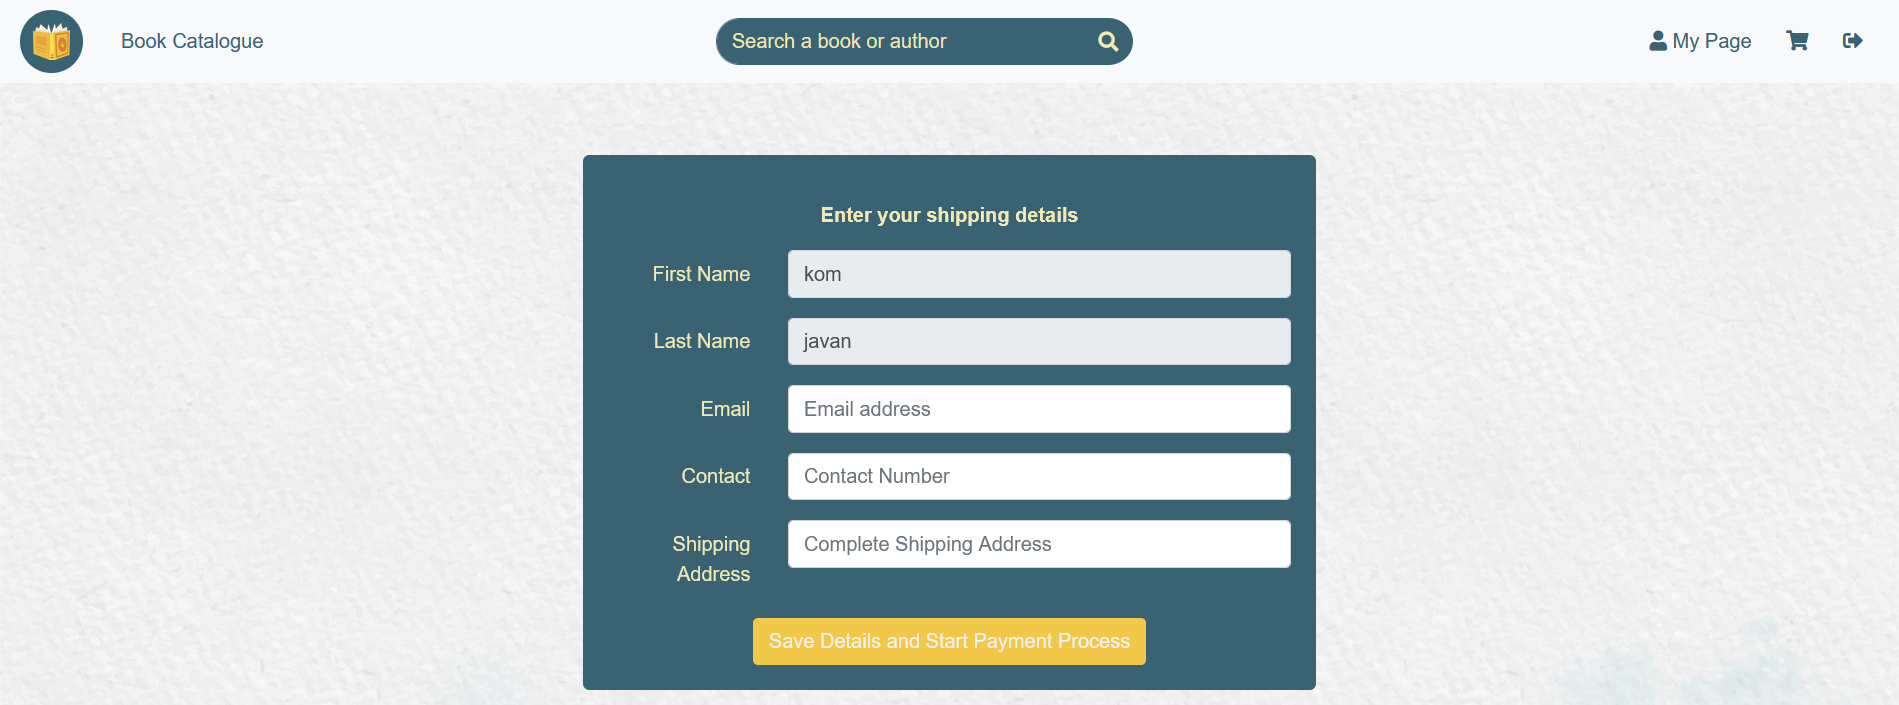 Book Catalogue
Search a book or author
My Page
Enter your shipping details
First Name
kom
Last Name
javan
Email
Email address
Contact
Contact Number
Shipping
Address
Complete Shipping Address
Save Details and Start Payment Process